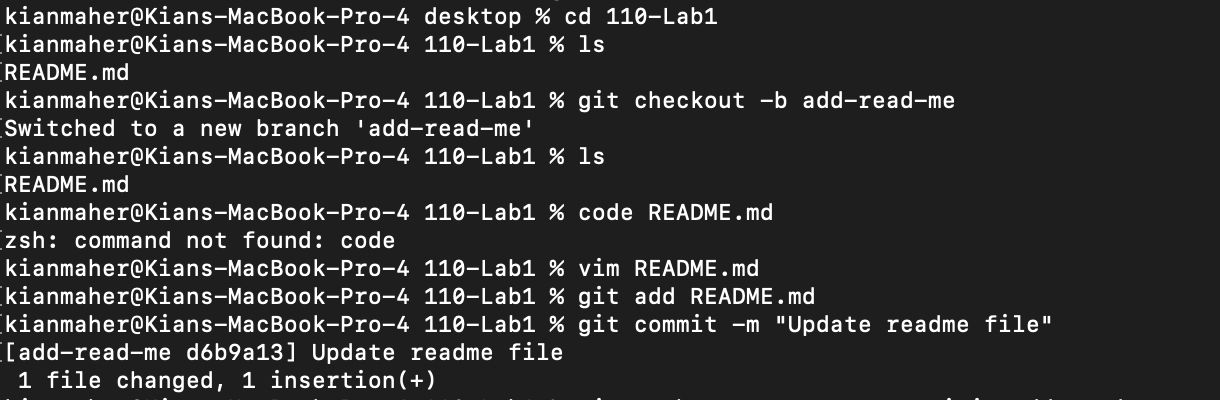 kianmaher@Kians-MacBook-Pro-4 desktop % cd 110-Lab1
[kianmaher@Kians-MacBook-Pro-4 110-Lab1 % ls
[README.md
kianmaher@Kians-MacBook-Pro-4 110-Lab1 % git checkout -b add-read-me
[Switched to a new branch 'add-read-me'
kianmaher@Kians-MacBook-Pro-4 110-Lab1 % ls
[README.md
kianmaher@Kians-MacBook-Pro-4 110-Lab1 % code README.md
[zsh: command not found: code
kianmaher@Kians-MacBook-Pro-4 110-Lab1 % vim README.md
[kianmaher@Kians-MacBook-Pro-4 110-Lab1 % git add README.md
[kianmaher@Kians-MacBook-Pro-4 110-Lab1 % git commit -m "Update readme file"
[add-read-me d6b9a13] Update readme file
 1 file changed, 1 insertion(+)